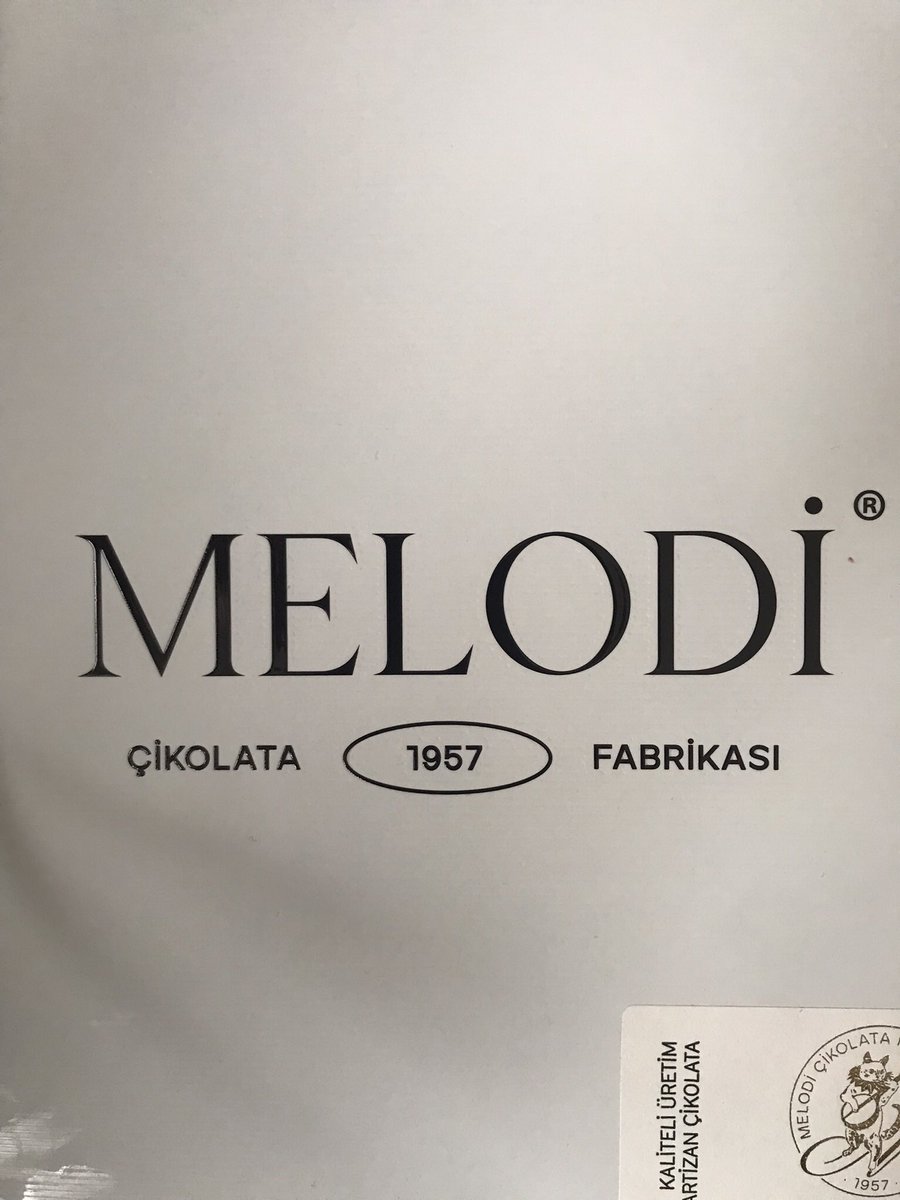 MELODİ®
ÇİKOLATA 1957 FABRİKASI
KALİTELİ ÜRETİM
ARTİZAN ÇİKOLATA
MELODİ ÇİKOLATA
· 1957 ·